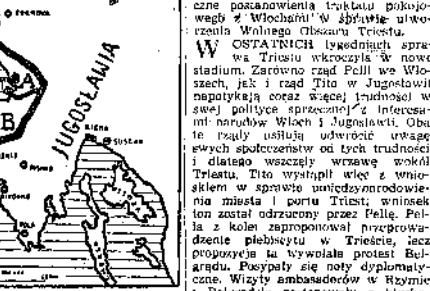 A
B
JUGOSŁAWIA
czne postanowienia traktatu pokojo-
wego z Włochami w sprawie utwo-
rzenia Wolnego Obszaru Triestu.
W OSTATNICH tygodniach spra-
wa Triestu wkroczyła w nowe
stadium. Zarówno rząd Pelli we Wło-
szech, jak i rząd Tito w Jugosławii
napotykają coraz więcej trudności w
swej polityce sprzecznej z interesa-
mi narodów Włoch i Jugosławii. Oba
te rządy usiłują odwrócić uwagę
swych społeczeństw od tych trudności
i dlatego wszczęły wrzawę wokół
Triestu. Tito wystąpił więc z wnio-
skiem w sprawie umiędzynarodowie-
nia miasta i portu Triest; wniosek
ten został odrzucony przez Pellę. Pel-
la z kolei zaproponował przeprowa-
dzenie plebiscytu w Trieście, lecz
propozycja ta wywołała protest Bel-
gradu. Posypały się noty dyplomaty-
czne. Wizyty ambasadorów w Rzymie